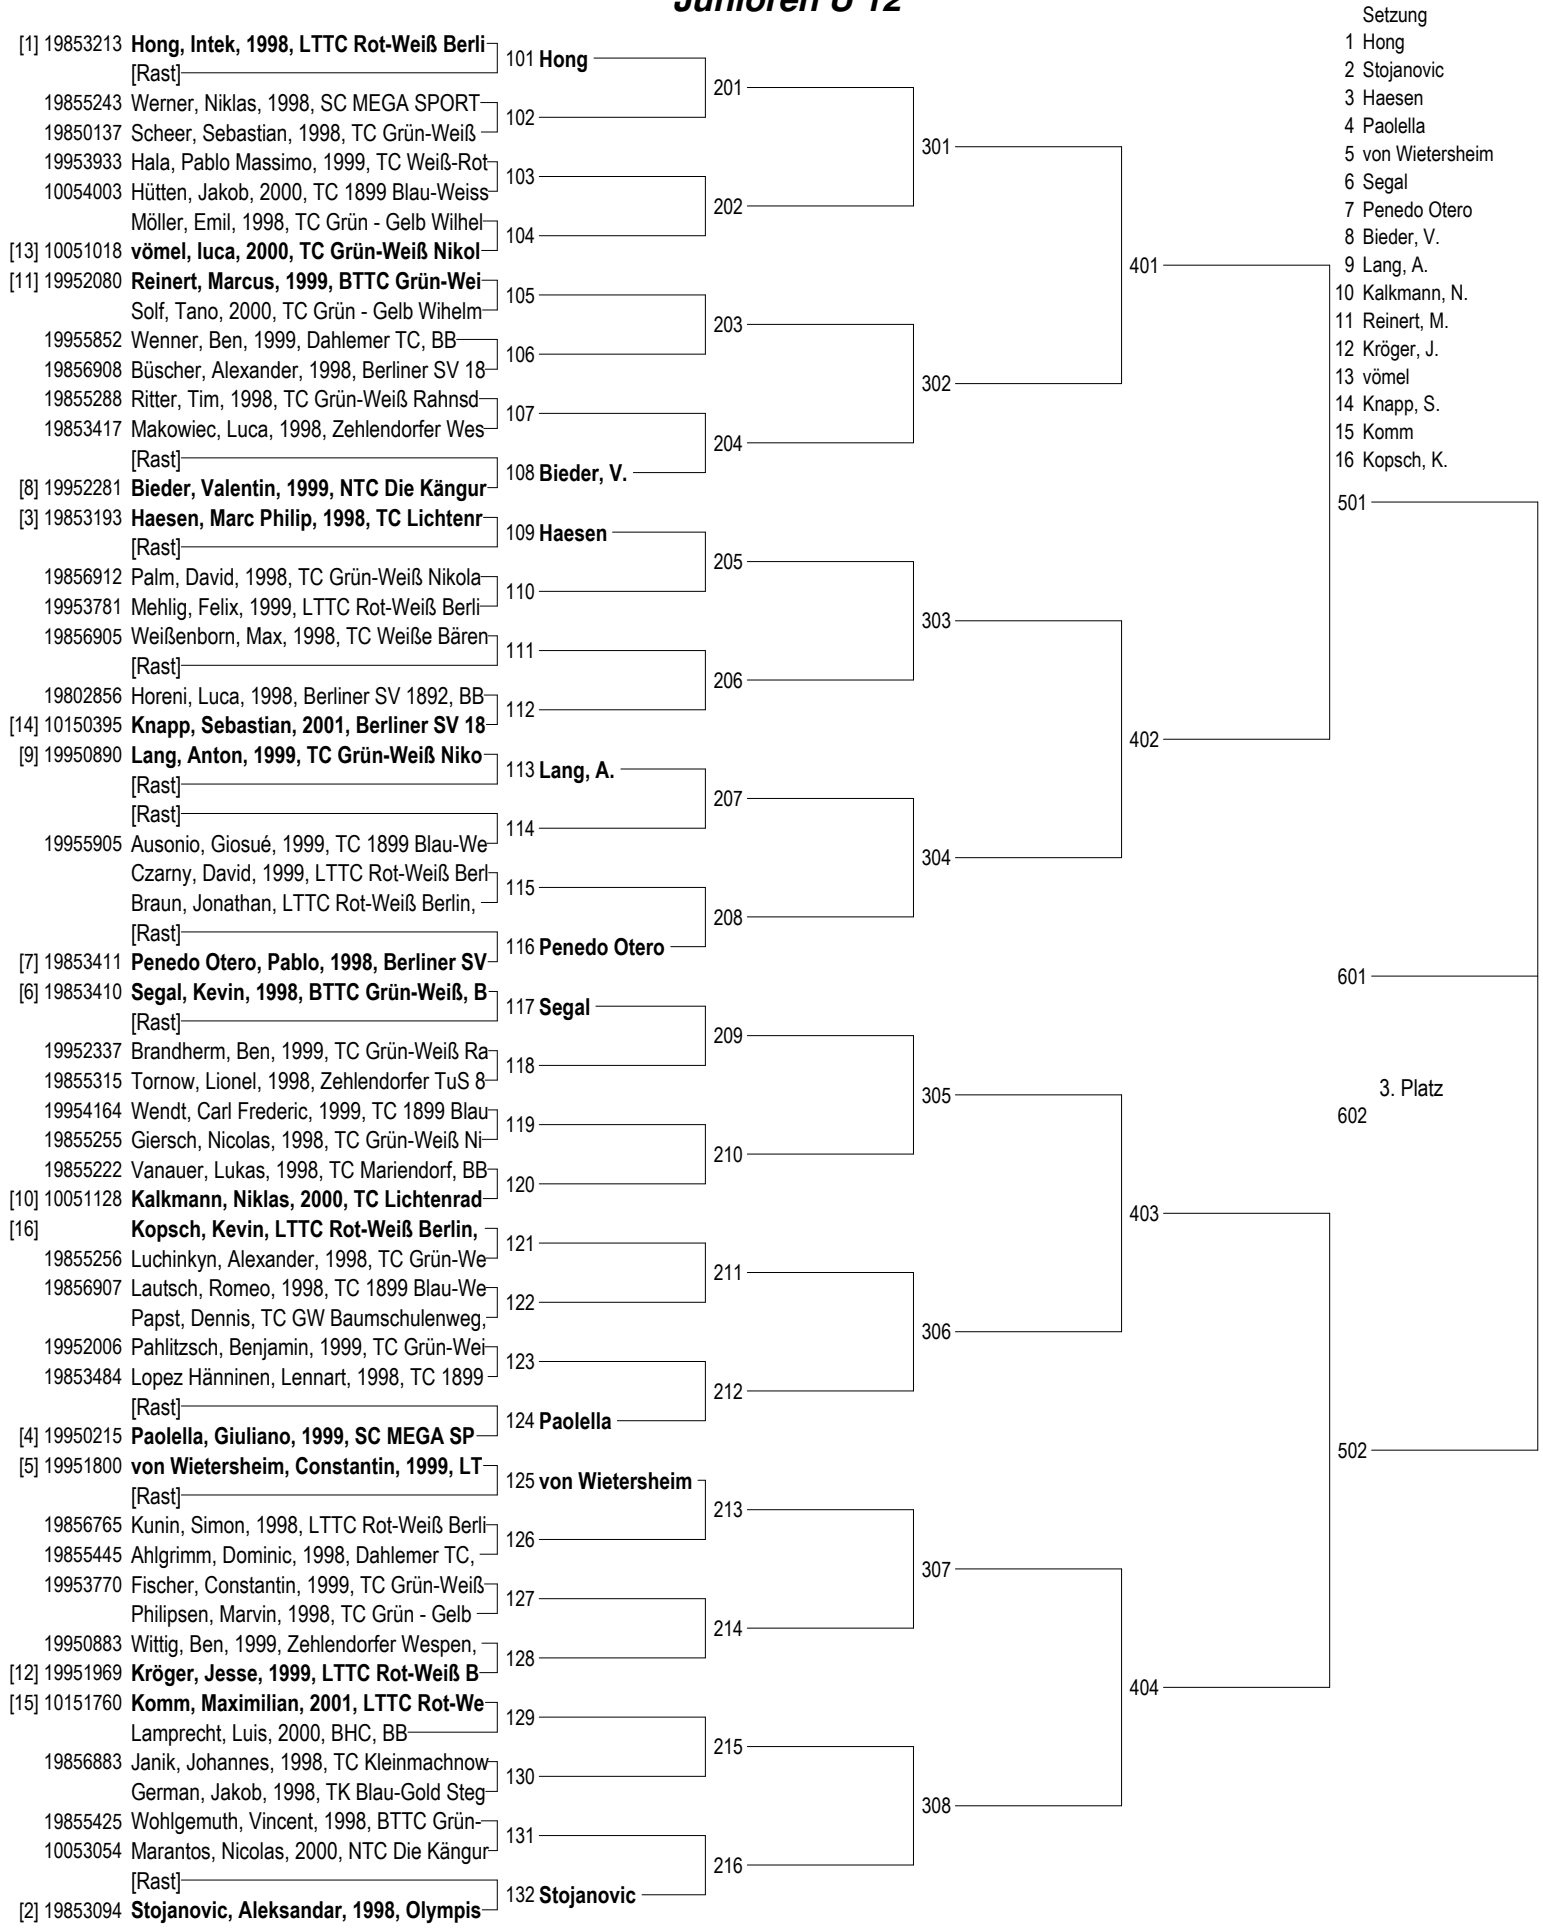 Junioren U 12
Setzung
1 Hong
2 Stojanovic
3 Haesen
4 Paolella
5 von Wietersheim
6 Segal
7 Penedo Otero
8 Bieder, V.
9 Lang, A.
10 Kalkmann, N.
11 Reinert, M.
12 Kröger, J.
13 vömel
14 Knapp, S.
15 Komm
16 Kopsch, K.
[1] 19853213 Hong, Intek, 1998, LTTC Rot-Weiß Berli
[Rast]
19855243 Werner, Niklas, 1998, SC MEGA SPORT
19850137 Scheer, Sebastian, 1998, TC Grün-Weiß
19953933 Hala, Pablo Massimo, 1999, TC Weiß-Rot
10054003 Hütten, Jakob, 2000, TC 1899 Blau-Weiss
Möller, Emil, 1998, TC Grün - Gelb Wilhel
[13] 10051018 vömel, luca, 2000, TC Grün-Weiß Nikol
[11] 19952080 Reinert, Marcus, 1999, BTTC Grün-Wei
Solf, Tano, 2000, TC Grün - Gelb Wihelm
19955852 Wenner, Ben, 1999, Dahlemer TC, BB
19856908 Büscher, Alexander, 1998, Berliner SV 18
19855288 Ritter, Tim, 1998, TC Grün-Weiß Rahnsd
19853417 Makowiec, Luca, 1998, Zehlendorfer Wes
[Rast]
[8] 19952281 Bieder, Valentin, 1999, NTC Die Kängur
[3] 19853193 Haesen, Marc Philip, 1998, TC Lichtenr
[Rast]
19856912 Palm, David, 1998, TC Grün-Weiß Nikola
19953781 Mehlig, Felix, 1999, LTTC Rot-Weiß Berli
19856905 Weißenborn, Max, 1998, TC Weiße Bären
[Rast]
19802856 Horeni, Luca, 1998, Berliner SV 1892, BB
[14] 10150395 Knapp, Sebastian, 2001, Berliner SV 18
[9] 19950890 Lang, Anton, 1999, TC Grün-Weiß Niko
[Rast]
[Rast]
19955905 Ausonio, Giosué, 1999, TC 1899 Blau-We
Czarny, David, 1999, LTTC Rot-Weiß Berl
Braun, Jonathan, LTTC Rot-Weiß Berlin,
[Rast]
[7] 19853411 Penedo Otero, Pablo, 1998, Berliner SV
[6] 19853410 Segal, Kevin, 1998, BTTC Grün-Weiß, B
[Rast]
19952337 Brandherm, Ben, 1999, TC Grün-Weiß Ra
19855315 Tornow, Lionel, 1998, Zehlendorfer TuS 8
19954164 Wendt, Carl Frederic, 1999, TC 1899 Blau
19855255 Giersch, Nicolas, 1998, TC Grün-Weiß Ni
19855222 Vanauer, Lukas, 1998, TC Mariendorf, BB
[10] 10051128 Kalkmann, Niklas, 2000, TC Lichtenrad
[16] Kopsch, Kevin, LTTC Rot-Weiß Berlin,
19855256 Luchinkyn, Alexander, 1998, TC Grün-We
19856907 Lautsch, Romeo, 1998, TC 1899 Blau-We
Papst, Dennis, TC GW Baumschulenweg,
19952006 Pahlitzsch, Benjamin, 1999, TC Grün-Wei
19853484 Lopez Hänninen, Lennart, 1998, TC 1899
[Rast]
[4] 19950215 Paolella, Giuliano, 1999, SC MEGA SP
[5] 19951800 von Wietersheim, Constantin, 1999, LT
[Rast]
19856765 Kunin, Simon, 1998, LTTC Rot-Weiß Berli
19855445 Ahlgrimm, Dominic, 1998, Dahlemer TC,
19953770 Fischer, Constantin, 1999, TC Grün-Weiß
Philipsen, Marvin, 1998, TC Grün - Gelb
19950883 Wittig, Ben, 1999, Zehlendorfer Wespen,
[12] 19951969 Kröger, Jesse, 1999, LTTC Rot-Weiß B
[15] 10151760 Komm, Maximilian, 2001, LTTC Rot-We
Lamprecht, Luis, 2000, BHC, BB
19856883 Janik, Johannes, 1998, TC Kleinmachnow
German, Jakob, 1998, TK Blau-Gold Steg
19855425 Wohlgemuth, Vincent, 1998, BTTC Grün-
10053054 Marantos, Nicolas, 2000, NTC Die Kängur
[Rast]
[2] 19853094 Stojanovic, Aleksandar, 1998, Olympis
101 Hong
102
103
104
105
106
107
108 Bieder, V.
109 Haesen
110
111
112
113 Lang, A.
114
115
116 Penedo Otero
117 Segal
118
119
120
121
122
123
124 Paolella
125 von Wietersheim
126
127
128
129
130
131
132 Stojanovic
201
202
203
204
205
206
207
208
209
210
211
212
213
214
215
216
301
302
303
304
305
306
307
308
401
402
403
404
501
601
3. Platz
602
502